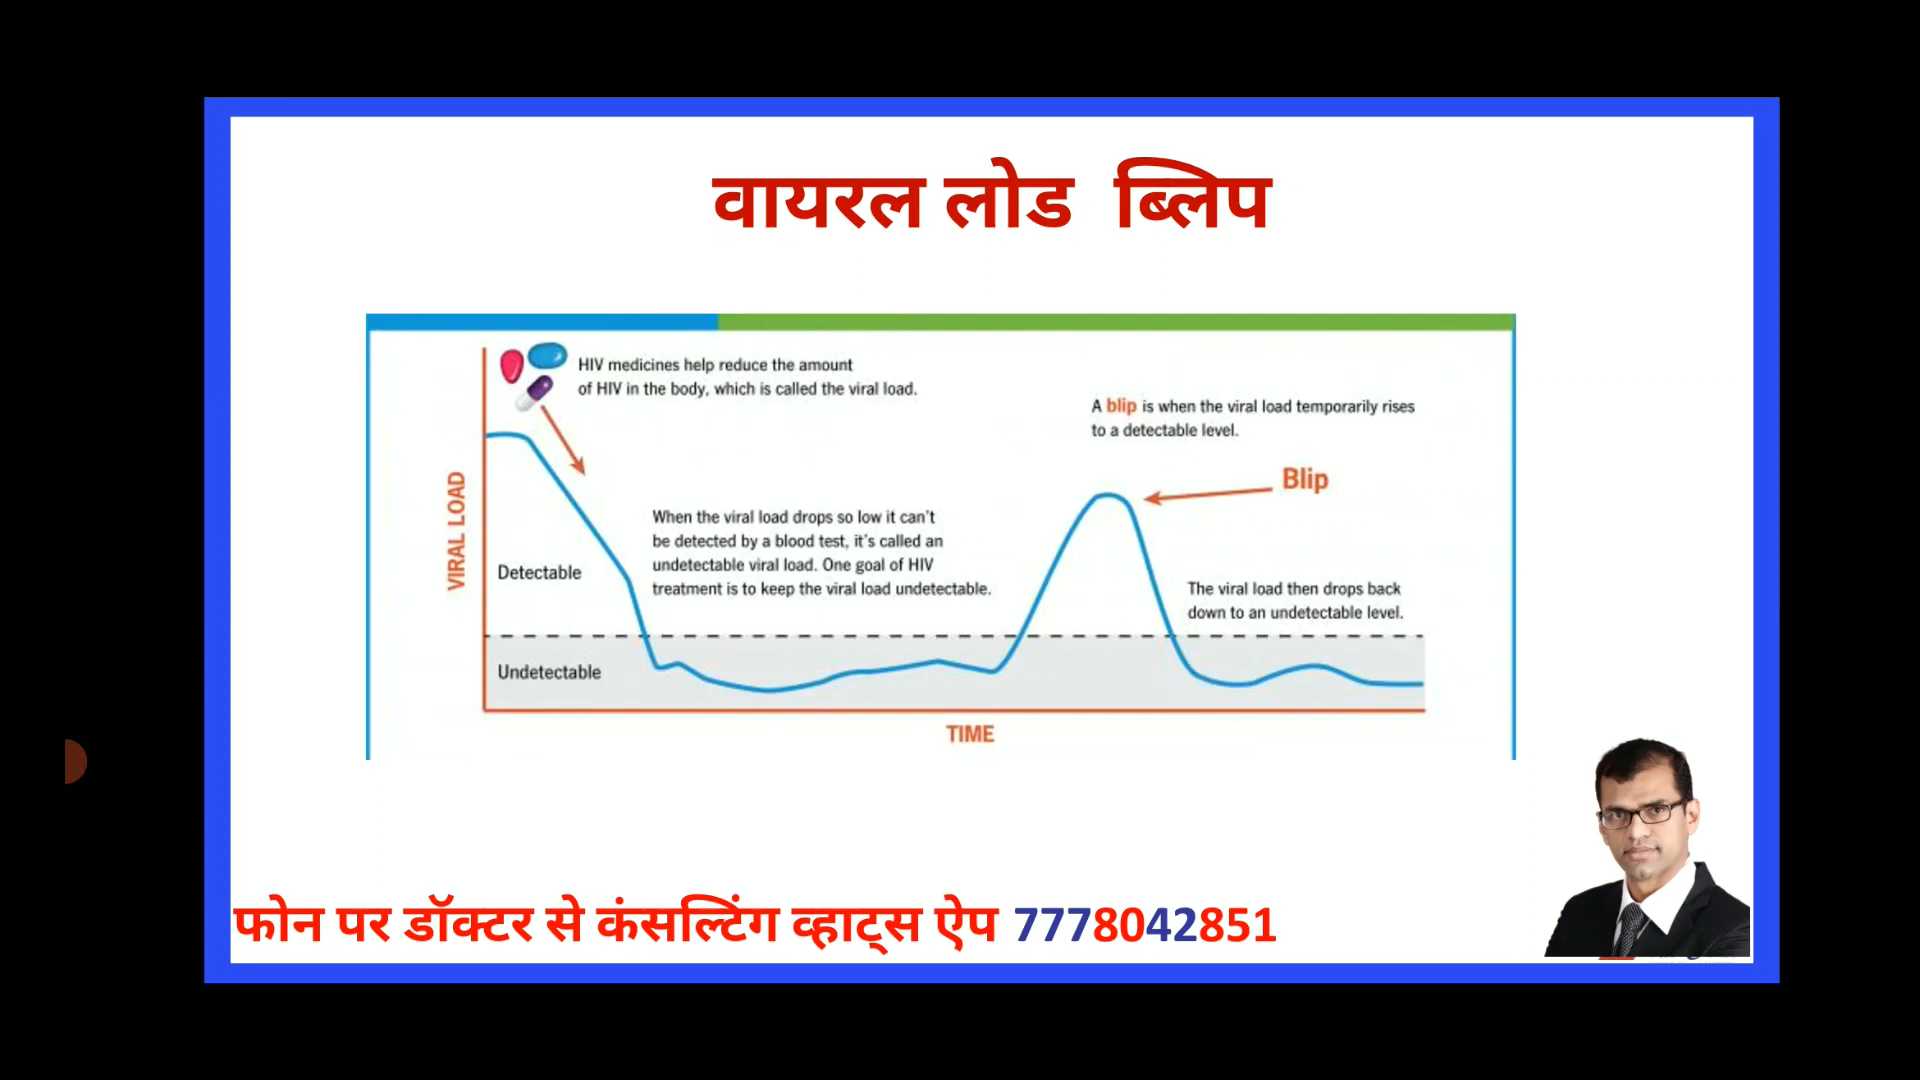 वायरल लोड ब्लिप
HIV medicines help reduce the amount
of HIV in the body, which is called the viral load.
A blip is when the viral load temporarily rises
to a detectable level.
Blip
VIRAL LOAD
When the viral load drops so low it can't
be detected by a blood test, it's called an
undetectable viral load. One goal of HIV
treatment is to keep the viral load undetectable.
Detectable
The viral load then drops back
down to an undetectable level.
Undetectable
TIME
फोन पर डॉक्टर से कंसल्टिंग व्हाट्स ऐप 7778042851